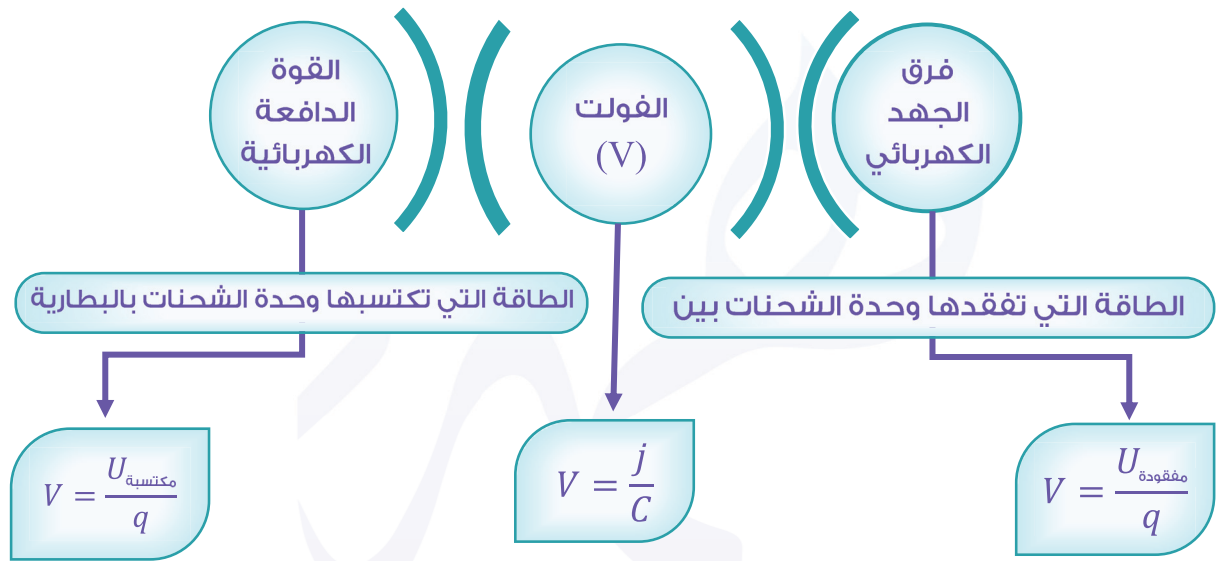 فرق
الجهد
الكهربائي
الفولت
(V)
القوة
الدافعة
الكهربائية
الطاقة التي تفقدها وحدة الشحنات بين
الطاقة التي تكتسبها وحدة الشحنات بالبطارية
V = U مفقودة / q
V = j / C
V = U مكتسبة / q